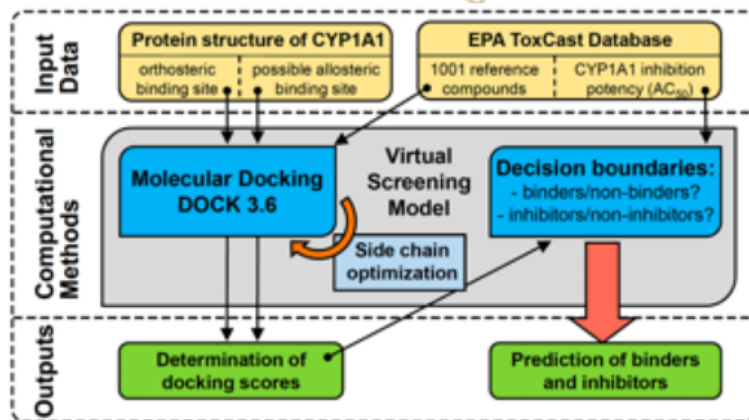 Input
Data
Protein structure of CYP1A1
orthosteric
binding site
possible allosteric
binding site
EPA ToxCast Database
1001 reference
compounds
CYP1A1 inhibition
potency (AC₅₀)
Computational
Methods
Molecular Docking
DOCK 3.6
Virtual
Screening
Model
Side chain
optimization
Decision boundaries:
- binders/non-binders?
- inhibitors/non-inhibitors?
Outputs
Determination of
docking scores
Prediction of binders
and inhibitors